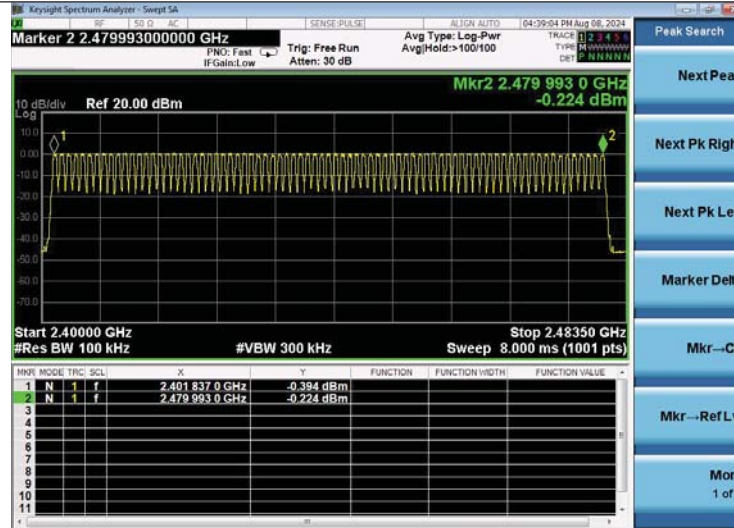 Keysight Spectrum Analyzer - Swept SA
RF 50 Ω AC SENSE:PULSE ALIGN AUTO 04:39:04 PM Aug 08, 2024
Marker 2 2.479993000000 GHz
PNO: Fast
IFGain:Low
Trig: Free Run
Atten: 30 dB
Avg Type: Log-Pwr
Avg|Hold:>100/100
TRACE 1 2 3 4 5 6
TYPE M W W W W W
DET P N N N N N
Mkr2 2.479 993 0 GHz
-0.224 dBm
10 dB/div Ref 20.00 dBm
Log
10.0
0.00
-10.0
-20.0
-30.0
-40.0
-50.0
-60.0
-70.0
1
2
Start 2.40000 GHz Stop 2.48350 GHz
#Res BW 100 kHz #VBW 300 kHz Sweep 8.000 ms (1001 pts)
MKR MODE TRC SCL X Y FUNCTION FUNCTION WIDTH FUNCTION VALUE
1 N 1 f 2.401 837 0 GHz -0.394 dBm
2 N 1 f 2.479 993 0 GHz -0.224 dBm
3
4
5
6
7
8
9
10
11
Peak Search
Next Pea
Next Pk Righ
Next Pk Le
Marker Delt
Mkr→C
Mkr→Ref Lv
Mor
1 of